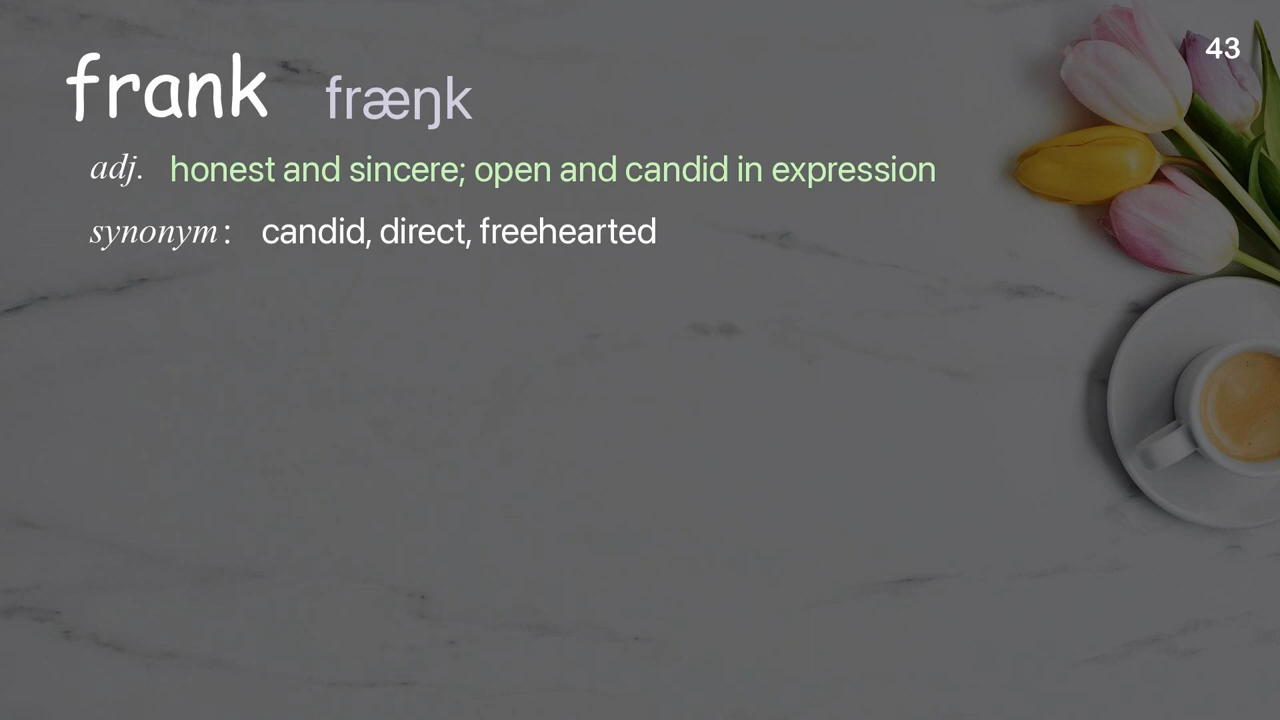 43
frank fræŋk
adj. honest and sincere; open and candid in expression
synonym: candid, direct, freehearted